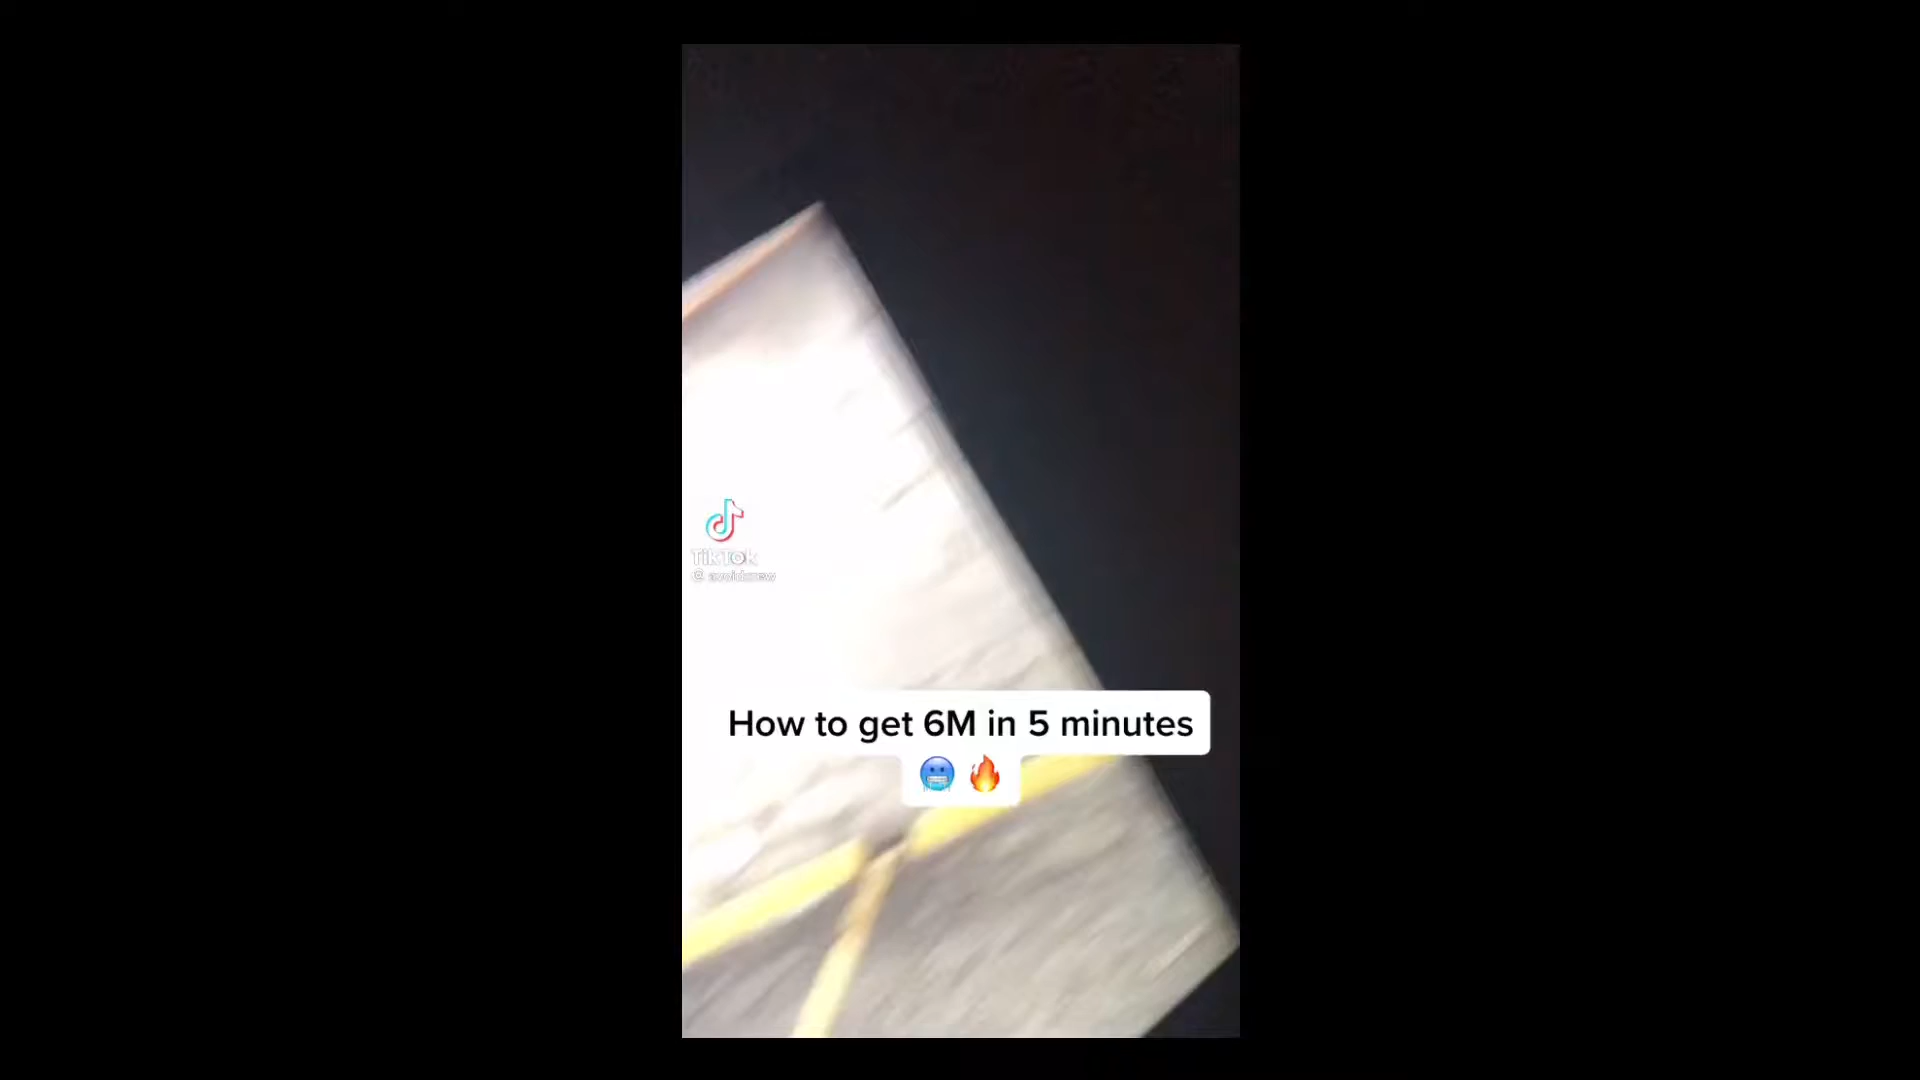 TikTok
How to get 6M in 5 minutes
🥶 🔥